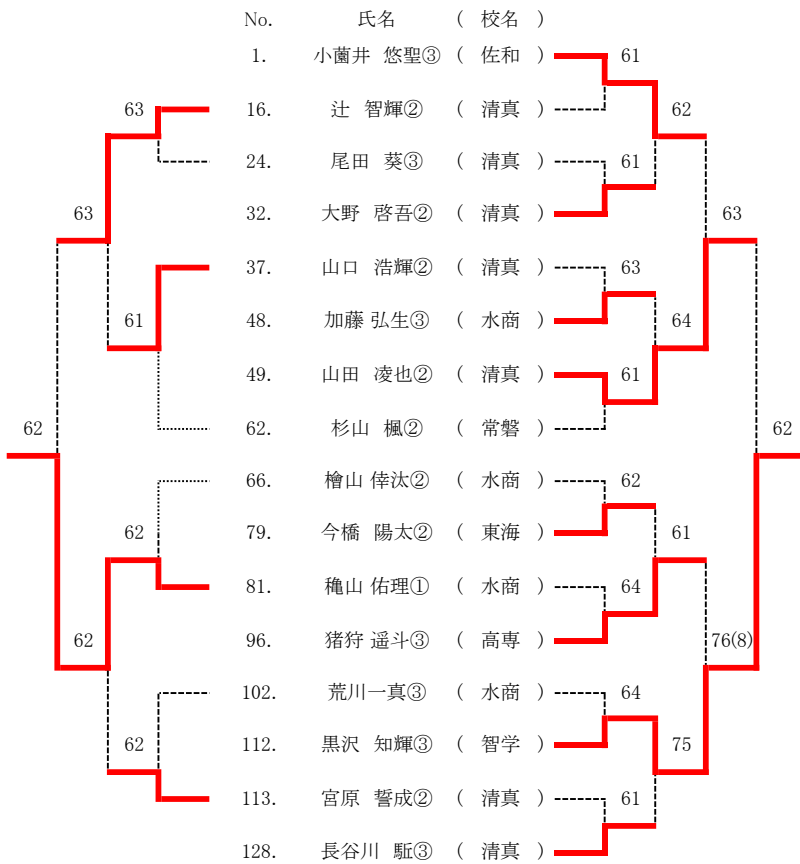 No. 氏名 ( 校名 )
1. 小薗井 悠聖③ ( 佐和 ) 61
63 16. 辻 智輝② ( 清真 ) 62
24. 尾田 葵③ ( 清真 ) 61
63 32. 大野 啓吾② ( 清真 ) 63
37. 山口 浩輝② ( 清真 ) 63
61 48. 加藤 弘生③ ( 水商 ) 64
49. 山田 凌也② ( 清真 ) 61
62 62. 杉山 楓② ( 常磐 ) 62
66. 檜山 倖汰② ( 水商 ) 62
62 79. 今橋 陽太② ( 東海 ) 61
81. 穐山 佑理① ( 水商 ) 64
62 96. 猪狩 遥斗③ ( 高専 ) 76(8)
102. 荒川一真③ ( 水商 ) 64
62 112. 黒沢 知輝③ ( 智学 ) 75
113. 宮原 誓成② ( 清真 ) 61
128. 長谷川 駈③ ( 清真 )